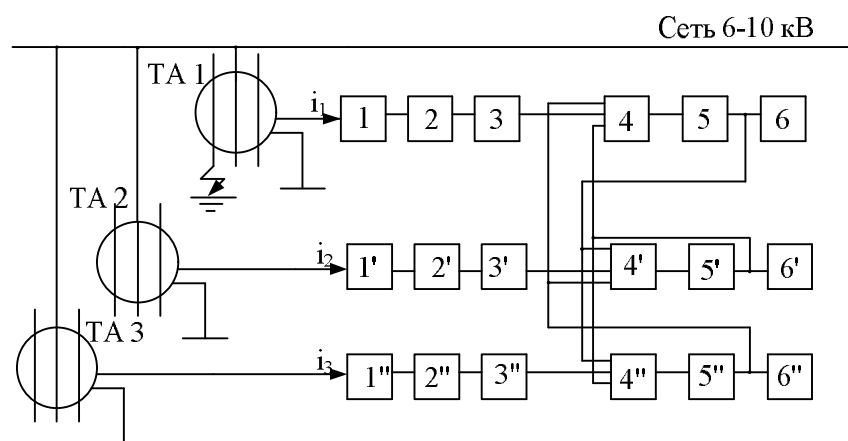 Сеть 6-10 кВ
ТА 1
i1 1 2 3 4 5 6
ТА 2
i2 1' 2' 3' 4' 5' 6'
ТА 3
i3 1'' 2'' 3'' 4'' 5'' 6''